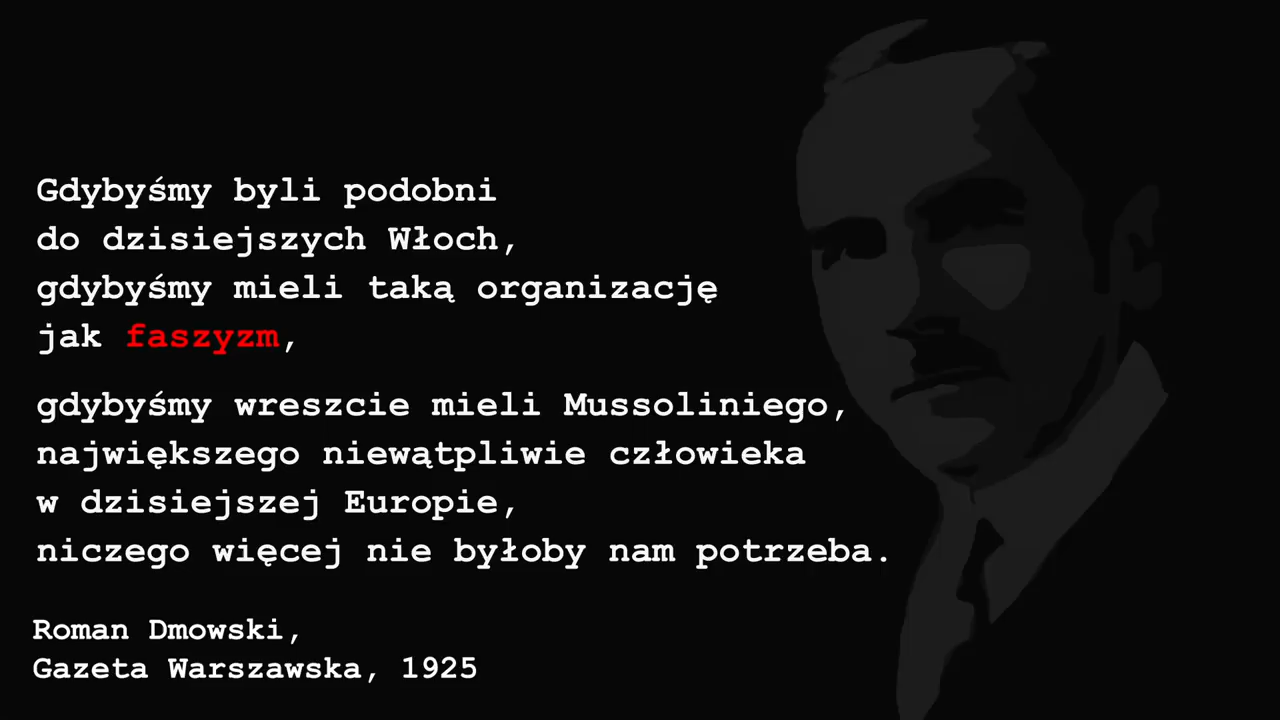 Gdybyśmy byli podobni
do dzisiejszych Włoch,
gdybyśmy mieli taką organizację
jak faszyzm,
gdybyśmy wreszcie mieli Mussoliniego,
największego niewątpliwie człowieka
w dzisiejszej Europie,
niczego więcej nie byłoby nam potrzeba.
Roman Dmowski,
Gazeta Warszawska, 1925